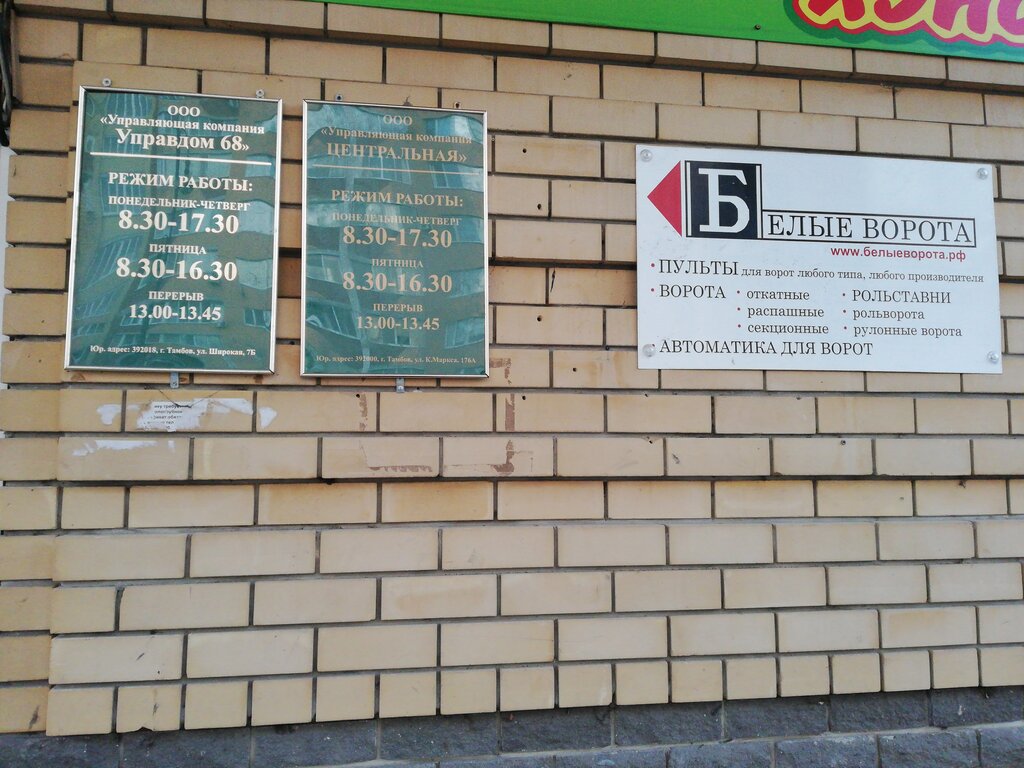 ООО
«Управляющая компания
Управдом 68»
РЕЖИМ РАБОТЫ:
ПОНЕДЕЛЬНИК-ЧЕТВЕРГ
8.30-17.30
ПЯТНИЦА
8.30-16.30
ПЕРЕРЫВ
13.00-13.45
Юр. адрес: 392018, г. Тамбов, ул. Широкая, 7Б
ООО
«Управляющая компания
ЦЕНТРАЛЬНАЯ»
РЕЖИМ РАБОТЫ:
ПОНЕДЕЛЬНИК-ЧЕТВЕРГ
8.30-17.30
ПЯТНИЦА
8.30-16.30
ПЕРЕРЫВ
13.00-13.45
Юр. адрес: 392000, г. Тамбов, ул. К.Маркса, 176А
БЕЛЫЕ ВОРОТА
www.белыеворота.рф
• ПУЛЬТЫ для ворот любого типа, любого производителя
• ВОРОТА • откатные • РОЛЬСТАВНИ
• распашные • рольворота
• секционные • рулонные ворота
• АВТОМАТИКА ДЛЯ ВОРОТ